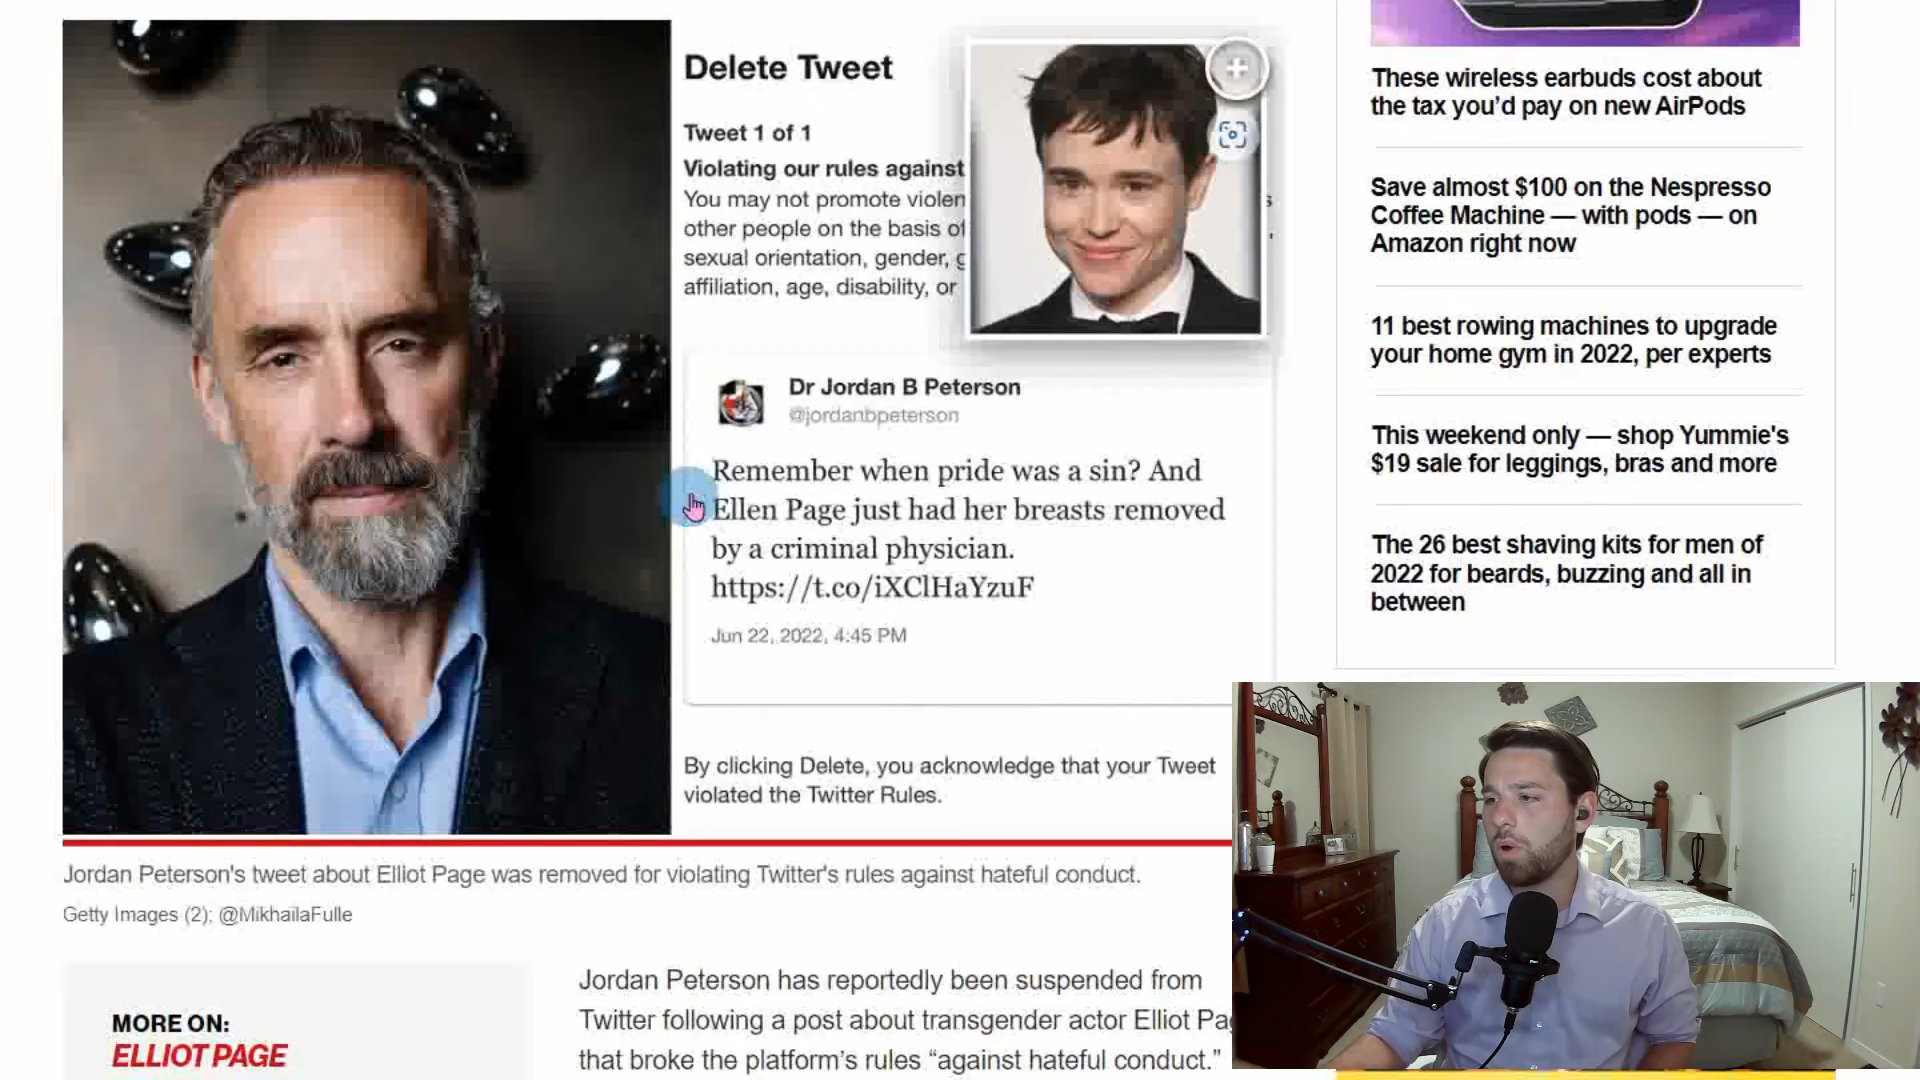 Delete Tweet
Tweet 1 of 1
Violating our rules against
You may not promote violen
other people on the basis of
sexual orientation, gender, g
affiliation, age, disability, or
Dr Jordan B Peterson
@jordanbpeterson
Remember when pride was a sin? And
Ellen Page just had her breasts removed
by a criminal physician.
https://t.co/iXClHaYzuF
Jun 22, 2022, 4:45 PM
By clicking Delete, you acknowledge that your Tweet
violated the Twitter Rules.
Jordan Peterson's tweet about Elliot Page was removed for violating Twitter's rules against hateful conduct.
Getty Images (2); @MikhailaFulle
MORE ON:
ELLIOT PAGE
Jordan Peterson has reportedly been suspended from
Twitter following a post about transgender actor Elliot Pa
that broke the platform’s rules “against hateful conduct.”
These wireless earbuds cost about
the tax you’d pay on new AirPods
Save almost $100 on the Nespresso
Coffee Machine — with pods — on
Amazon right now
11 best rowing machines to upgrade
your home gym in 2022, per experts
This weekend only — shop Yummie's
$19 sale for leggings, bras and more
The 26 best shaving kits for men of
2022 for beards, buzzing and all in
between